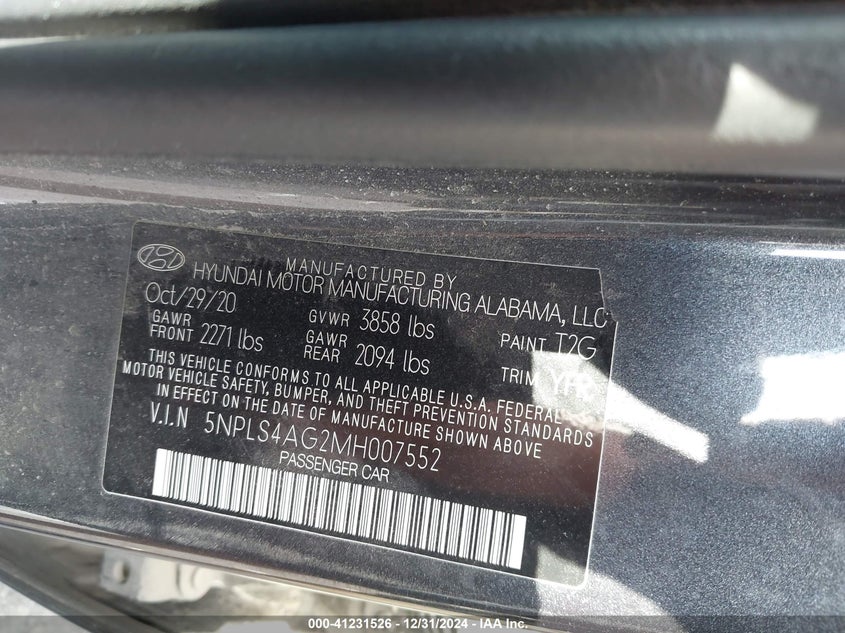 MANUFACTURED BY
HYUNDAI MOTOR MANUFACTURING ALABAMA, LLC
Oct/29/20
GVWR 3858 lbs
PAINT T2G
GAWR FRONT 2271 lbs
GAWR REAR 2094 lbs
TRIM
THIS VEHICLE CONFORMS TO ALL APPLICABLE U.S.A. FEDERAL
MOTOR VEHICLE SAFETY, BUMPER, AND THEFT PREVENTION STANDARDS
IN EFFECT ON THE DATE OF MANUFACTURE SHOWN ABOVE
V.I.N 5NPLS4AG2MH007552
PASSENGER CAR
000-41231526 - 12/31/2024 - © IAA Inc.